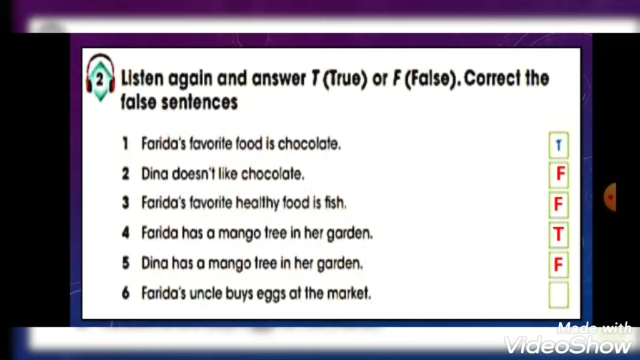 2 Listen again and answer T (True) or F (False). Correct the
false sentences
1 Farida's favorite food is chocolate. T
2 Dina doesn't like chocolate. F
3 Farida's favorite healthy food is fish. F
4 Farida has a mango tree in her garden. T
5 Dina has a mango tree in her garden. F
6 Farida's uncle buys eggs at the market.
Made with
VideoShow